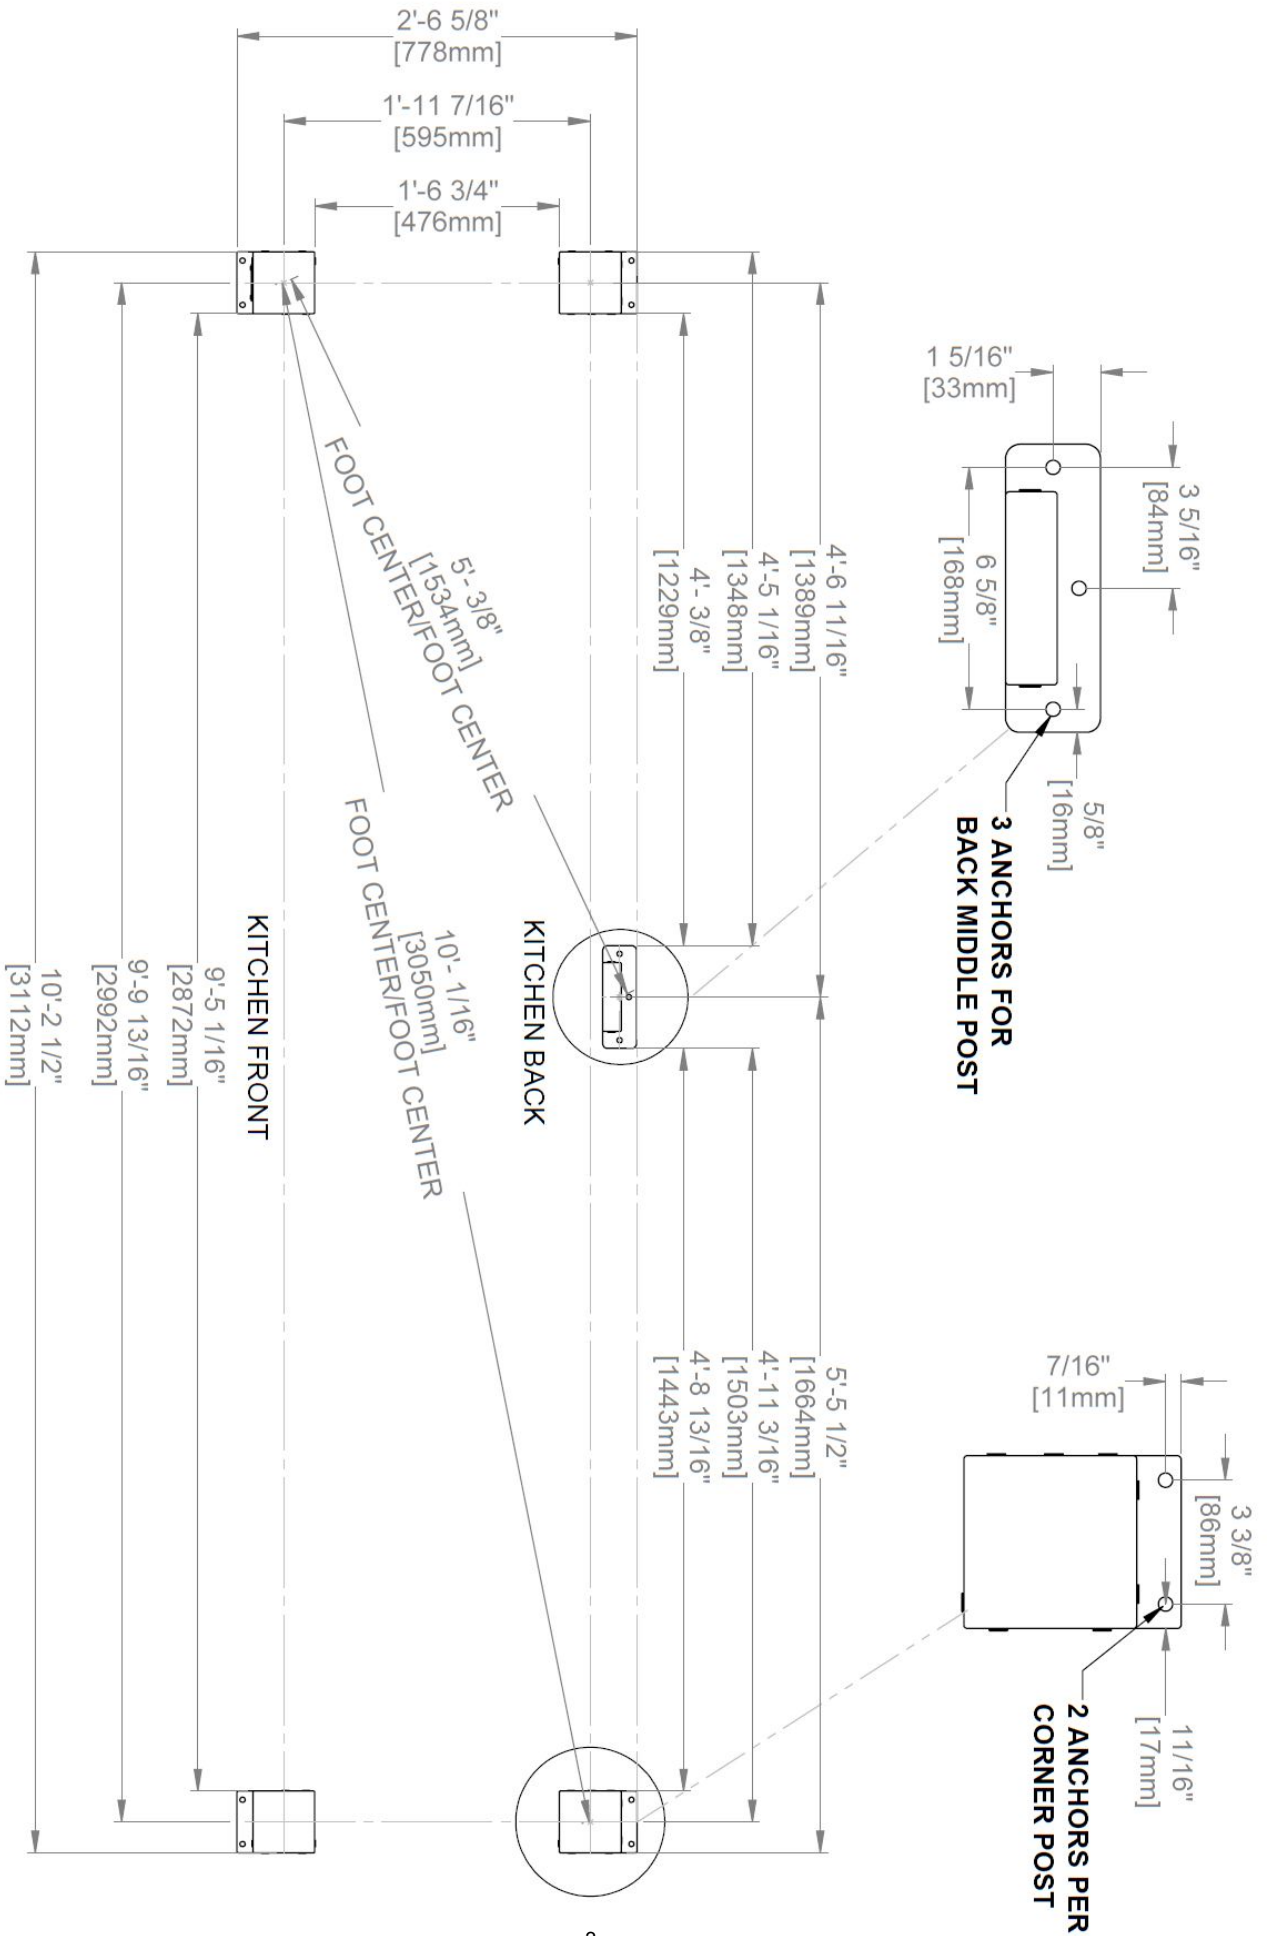 2'-6 5/8"
[778mm]
1'-11 7/16"
[595mm]
1'-6 3/4"
[476mm]
1 5/16"
[33mm]
3 5/16"
[84mm]
6 5/8"
[168mm]
5/8"
[16mm]
3 ANCHORS FOR
BACK MIDDLE POST
7/16"
[11mm]
3 3/8"
[86mm]
11/16"
[17mm]
2 ANCHORS PER
CORNER POST
4'-6 11/16"
[1389mm]
4'-5 1/16"
[1348mm]
4'- 3/8"
[1229mm]
5'-5 1/2"
[1664mm]
4'-11 3/16"
[1503mm]
4'-8 13/16"
[1443mm]
5'- 3/8"
[1534mm]
FOOT CENTER/FOOT CENTER
10'- 1/16"
[3050mm]
FOOT CENTER/FOOT CENTER
KITCHEN BACK
KITCHEN FRONT
9'-5 1/16"
[2872mm]
9'-9 13/16"
[2992mm]
10'-2 1/2"
[3112mm]